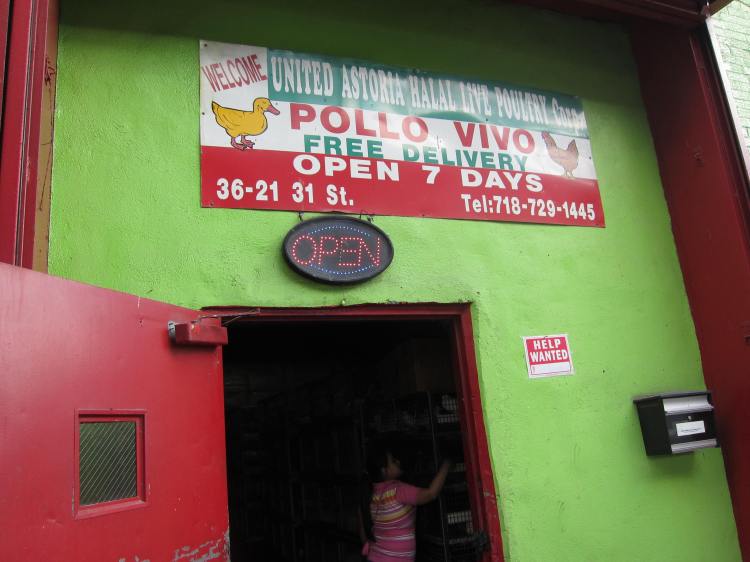 WELCOME
UNITED ASTORIA HALAL LIVE POULTRY Corp.
POLLO VIVO
FREE DELIVERY
OPEN 7 DAYS
36-21 31 St.
Tel:718-729-1445
OPEN
HELP
WANTED